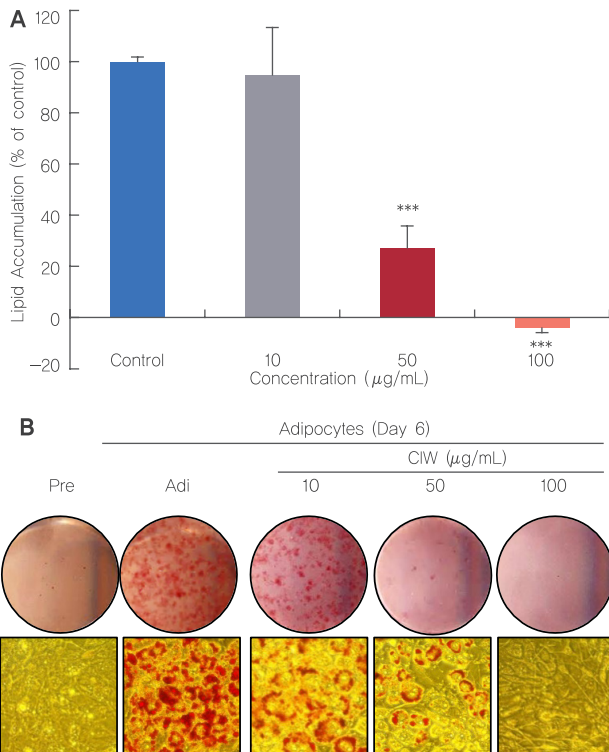 A
Lipid Accumulation (% of control)
120
100
80
60
40
20
0
−20
***
***
Control 10 50 100
Concentration (μg/mL)
B
Adipocytes (Day 6)
CIW (μg/mL)
Pre Adi 10 50 100